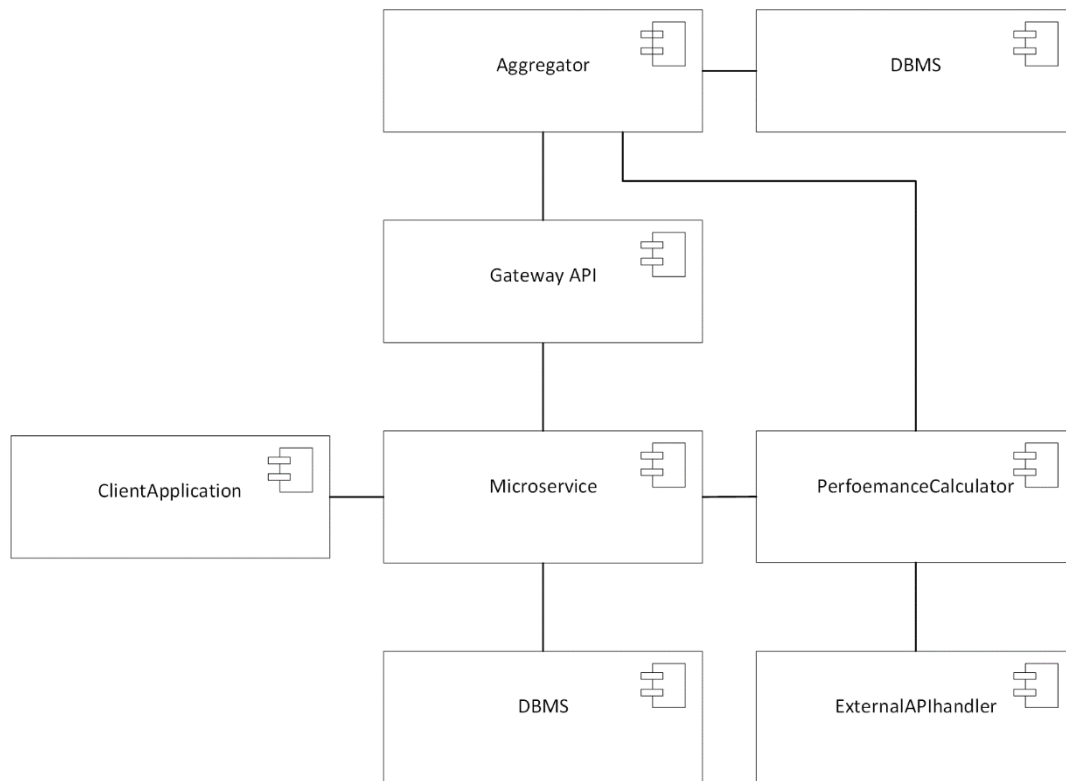 Aggregator
DBMS
Gateway API
ClientApplication
Microservice
PerfoemanceCalculator
DBMS
ExternalAPIhandler